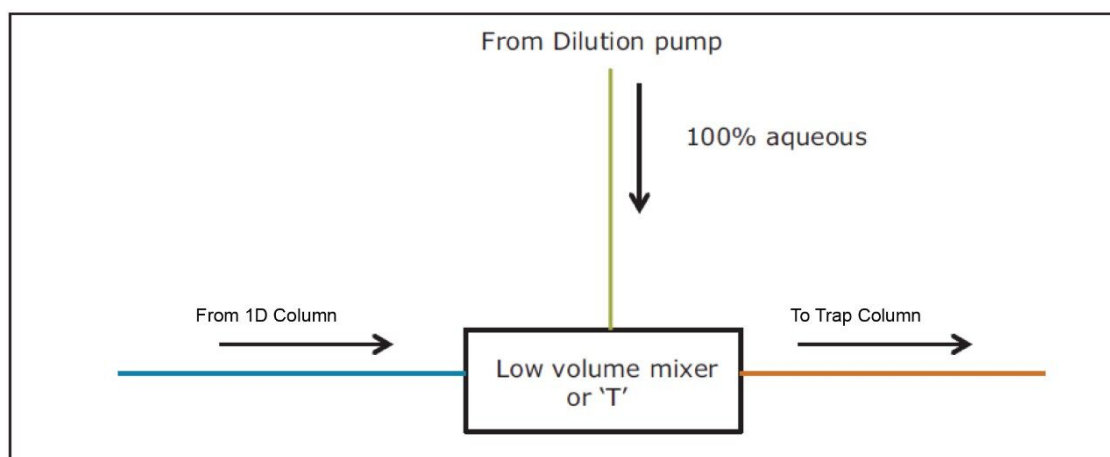 From Dilution pump
100% aqueous
From 1D Column
To Trap Column
Low volume mixer
or ‘T’